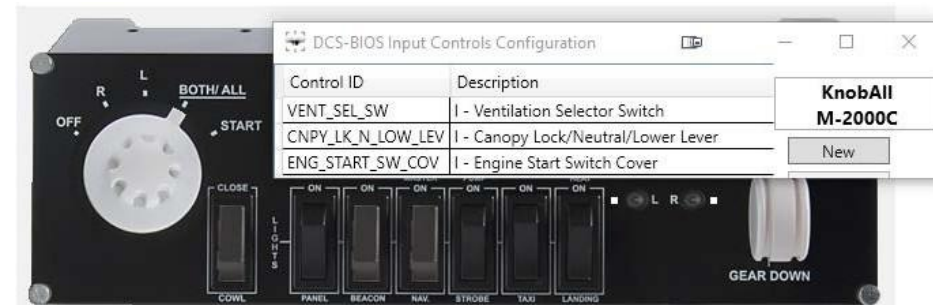 DCS-BIOS Input Controls Configuration
Control ID Description
VENT_SEL_SW I - Ventilation Selector Switch
CNPY_LK_N_LOW_LEV I - Canopy Lock/Neutral/Lower Lever
ENG_START_SW_COV I - Engine Start Switch Cover
KnobAll
M-2000C
New
L
R BOTH/ALL
OFF START
CLOSE ON ON ON ON ON ON
L R
LIGHTS
GEAR DOWN
COWL PANEL BEACON NAV. STROBE TAXI LANDING